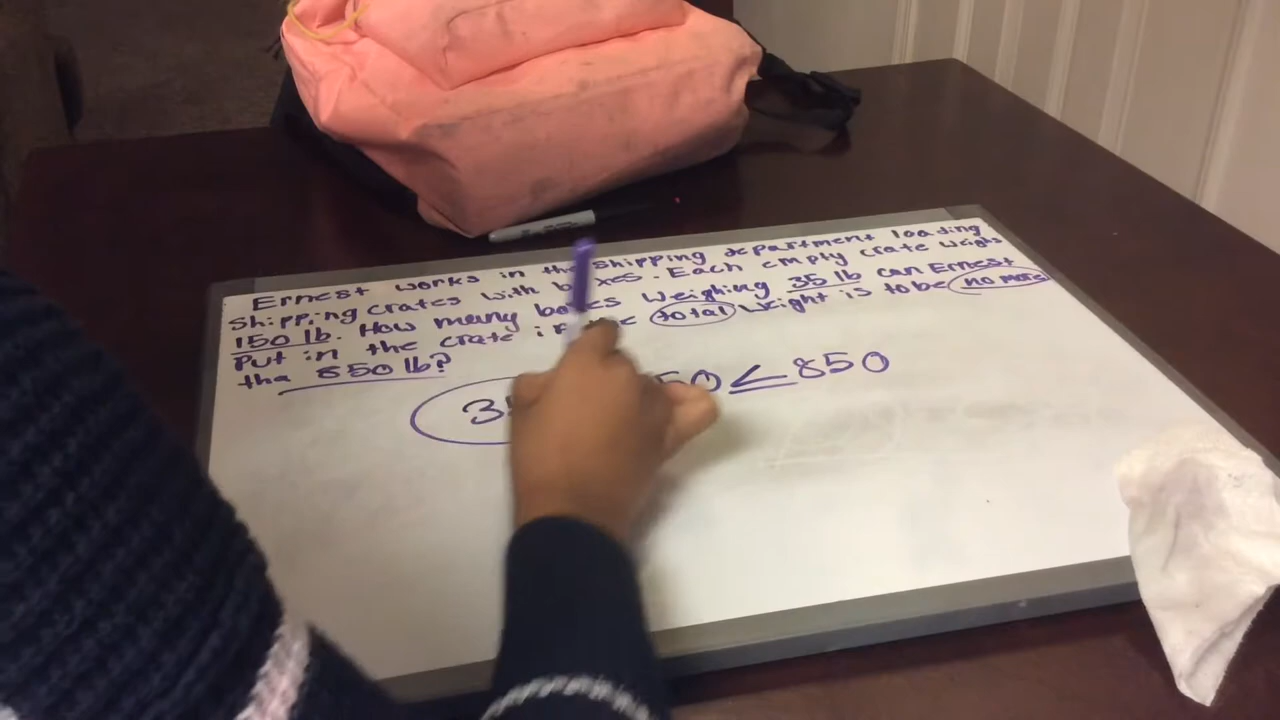 Ernest works in the shipping department loading
shipping crates with boxes. Each empty crate weighs
150 lb. How many boxes weighing 35 lb can Ernest
put in the crate if total weight is to be no more
tha 850 lb?
3 50 ≤ 850